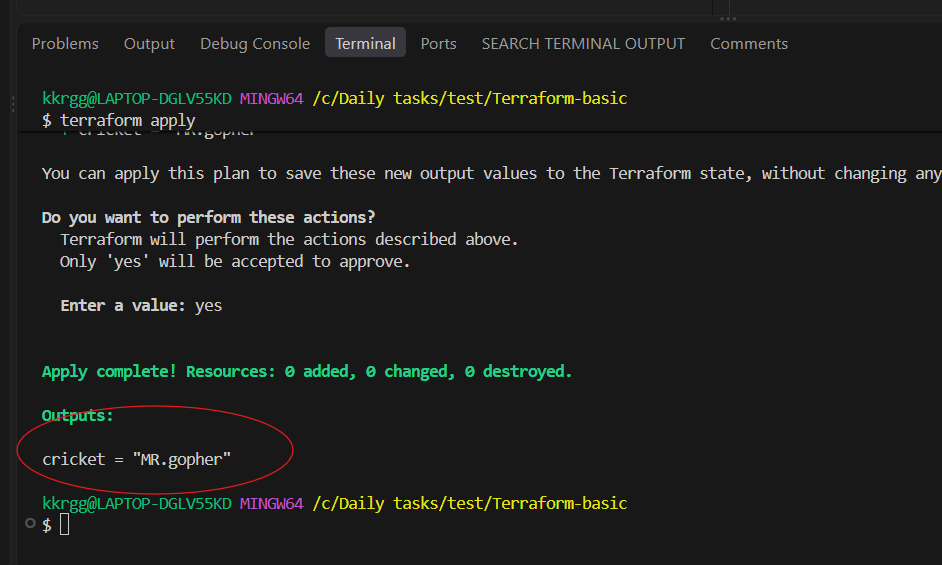 Problems Output Debug Console Terminal Ports SEARCH TERMINAL OUTPUT Comments
kkrgg@LAPTOP-DGLV55KD MINGW64 /c/Daily tasks/test/Terraform-basic
$ terraform apply
+ cricket = "MR.gopher"
You can apply this plan to save these new output values to the Terraform state, without changing any
Do you want to perform these actions?
Terraform will perform the actions described above.
Only 'yes' will be accepted to approve.
Enter a value: yes
Apply complete! Resources: 0 added, 0 changed, 0 destroyed.
Outputs:
cricket = "MR.gopher"
kkrgg@LAPTOP-DGLV55KD MINGW64 /c/Daily tasks/test/Terraform-basic
$